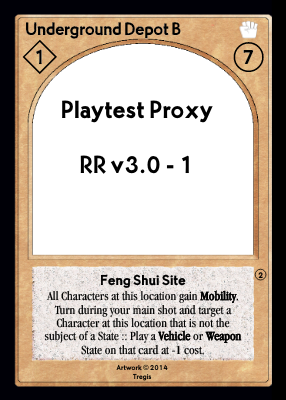 Underground Depot B
1
7
Playtest Proxy
RR v3.0 - 1
Feng Shui Site
2
All Characters at this location gain Mobility.
Turn during your main shot and target a
Character at this location that is not the
subject of a State :: Play a Vehicle or Weapon
State on that card at -1 cost.
Artwork © 2014
Tregis